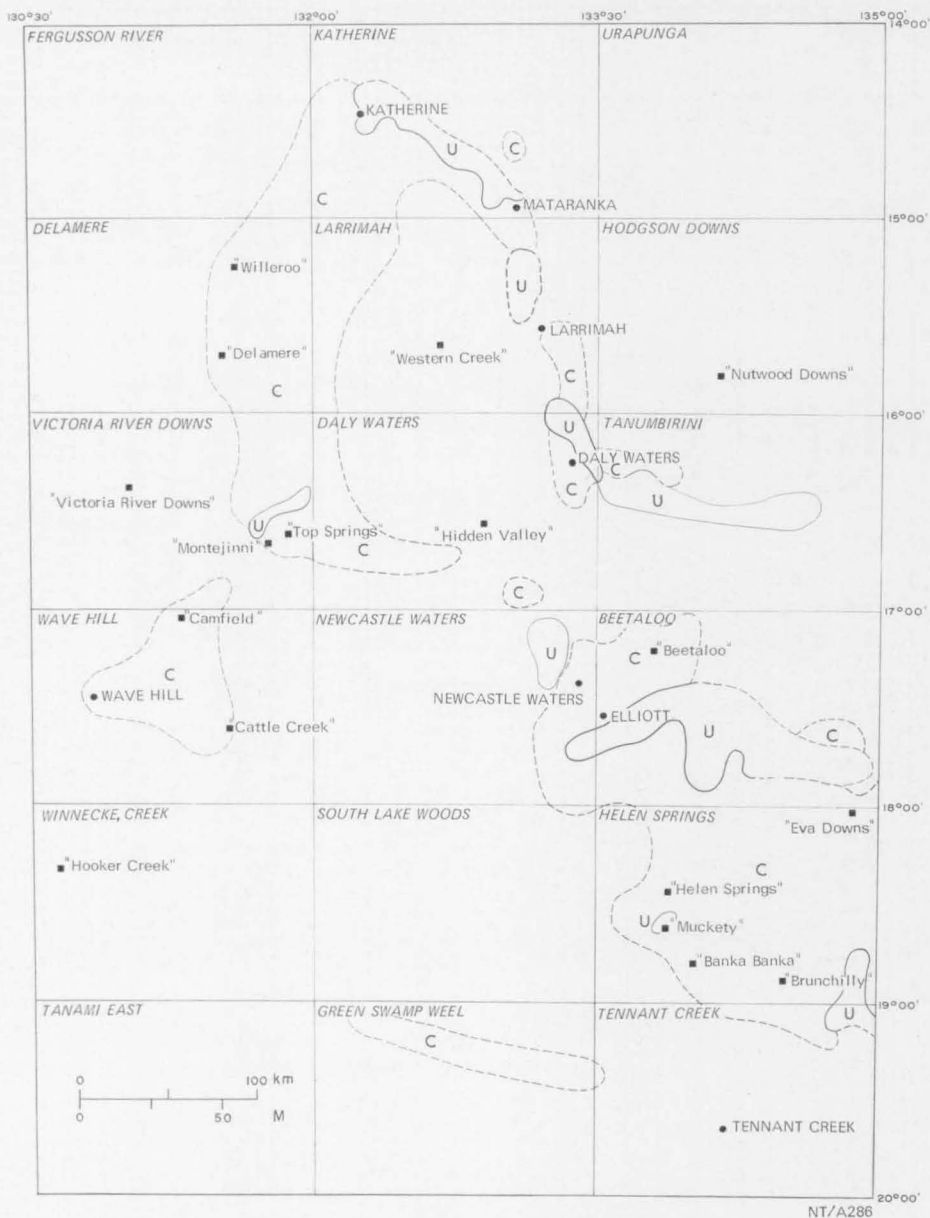 130°30' 132°00' 133°30' 135°00'
14°00'
FERGUSSON RIVER KATHERINE URAPUNGA
KATHERINE
U C
C
MATARANKA
15°00'
DELAMERE LARRIMAH HODGSON DOWNS
"Willeroo"
U
LARRIMAH
"Delamere" "Western Creek" "Nutwood Downs"
C C
16°00'
VICTORIA RIVER DOWNS DALY WATERS TANUMBIRINI
U
DALY WATERS
C
"Victoria River Downs" C U
U "Top Springs" "Hidden Valley"
"Montejinni" C
C
17°00'
WAVE HILL NEWCASTLE WATERS BEETALOO
"Camfield"
U C "Beetaloo"
C
WAVE HILL NEWCASTLE WATERS
ELLIOTT
"Cattle Creek" U C
18°00'
WINNECKE, CREEK SOUTH LAKE WOODS HELEN SPRINGS
"Eva Downs"
"Hooker Creek" C
"Helen Springs"
U "Muckety"
"Banka Banka"
"Brunchilly"
19°00'
TANAMI EAST GREEN SWAMP WEEL TENNANT CREEK
U
C
0 100 km
0 50 M
TENNANT CREEK
20°00'
NT/A286